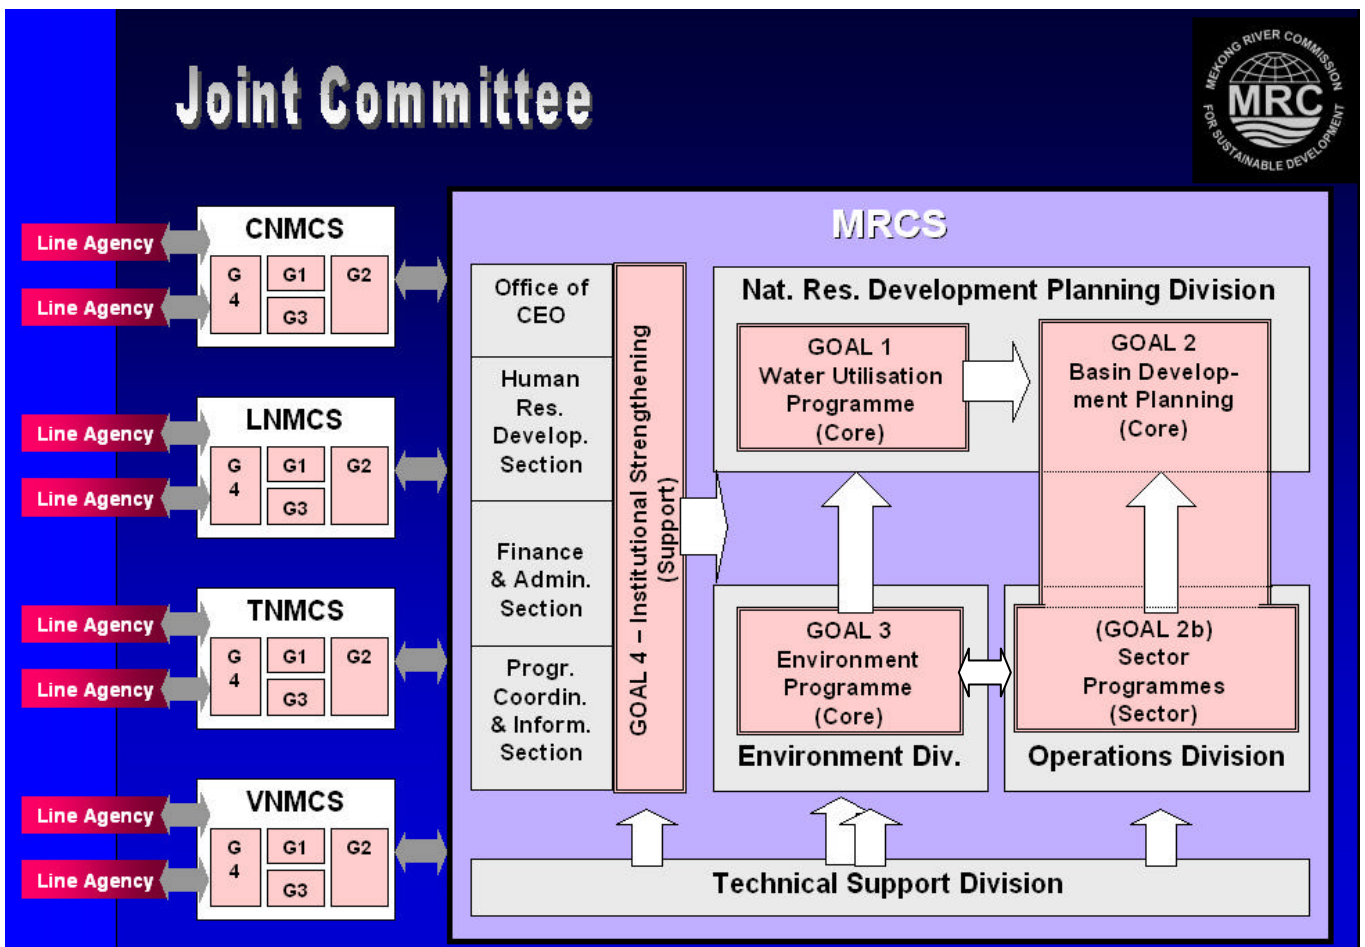 Joint Committee
MEKONG RIVER COMMISSION
MRC
FOR SUSTAINABLE DEVELOPMENT
Line Agency
Line Agency
CNMCS
G
4
G1
G3
G2
Line Agency
Line Agency
LNMCS
G
4
G1
G3
G2
Line Agency
Line Agency
TNMCS
G
4
G1
G3
G2
Line Agency
Line Agency
VNMCS
G
4
G1
G3
G2
MRCS
Office of
CEO
Human
Res.
Develop.
Section
Finance
& Admin.
Section
Progr.
Coordin.
& Inform.
Section
GOAL 4 – Institutional Strengthening
(Support)
Nat. Res. Development Planning Division
GOAL 1
Water Utilisation
Programme
(Core)
GOAL 2
Basin Develop-
ment Planning
(Core)
GOAL 3
Environment
Programme
(Core)
Environment Div.
(GOAL 2b)
Sector
Programmes
(Sector)
Operations Division
Technical Support Division